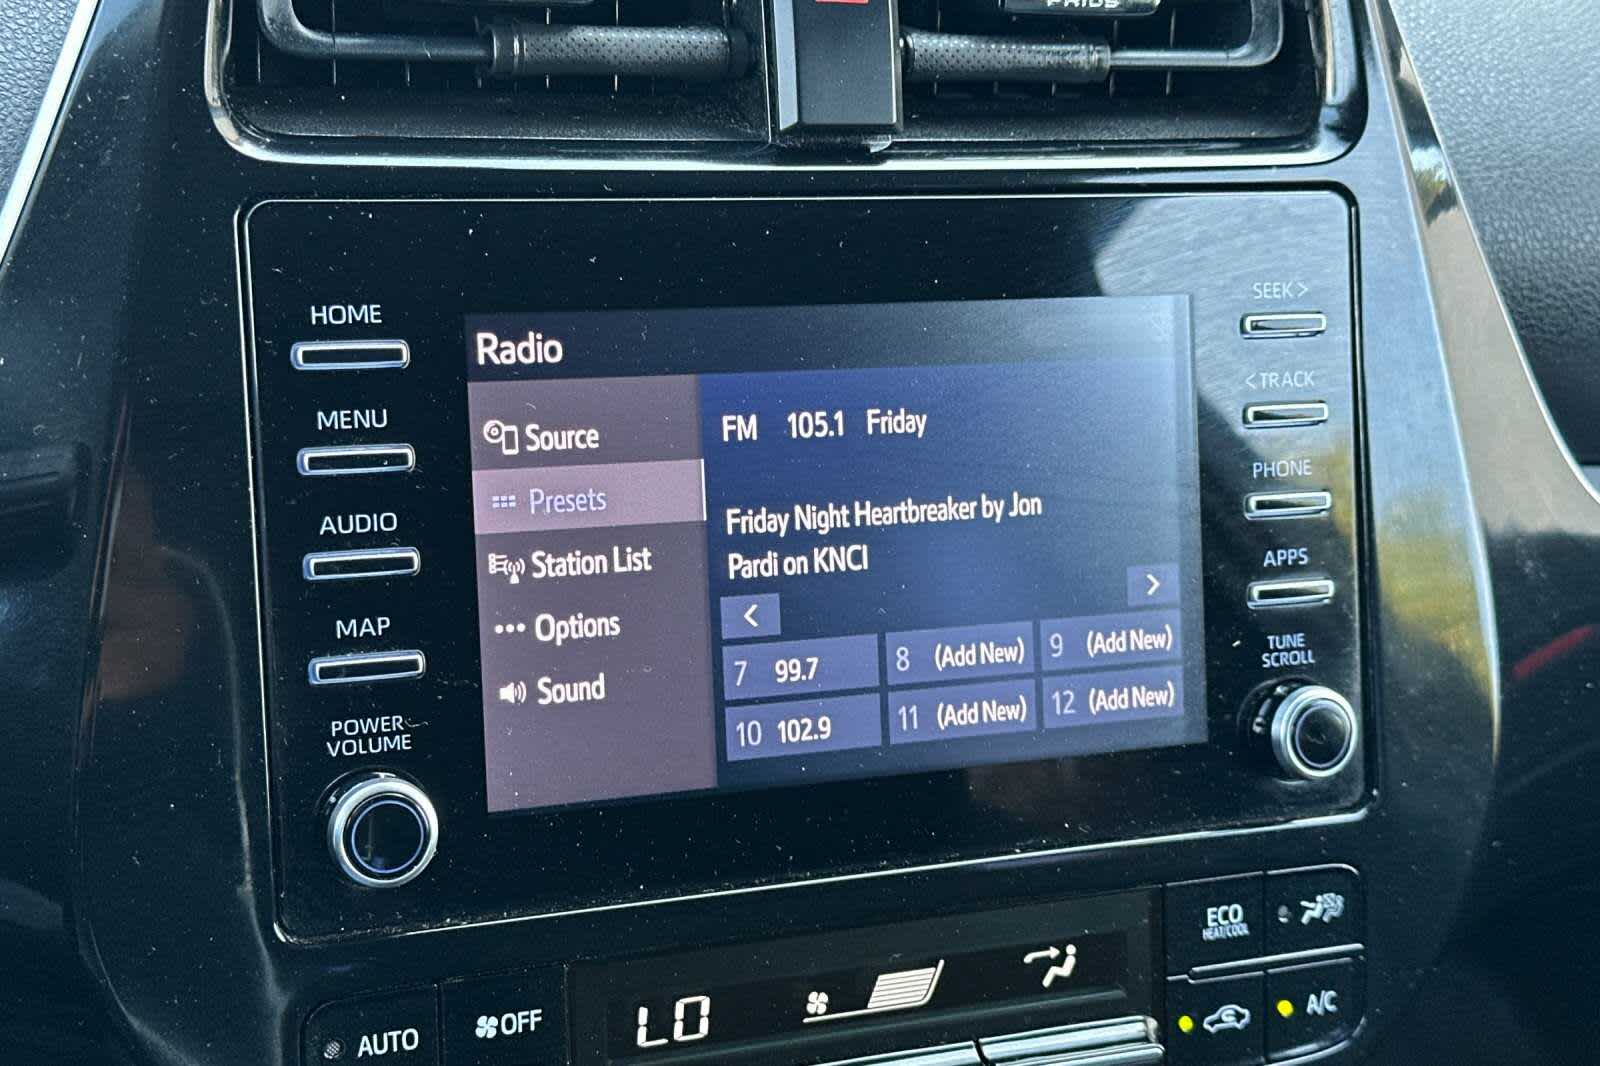 PRIUS
HOME
MENU
AUDIO
MAP
POWER
VOLUME
Radio
Source
Presets
Station List
Options
Sound
FM 105.1 Friday
Friday Night Heartbreaker by Jon
Pardi on KNCI
<
>
7 99.7
8 (Add New)
9 (Add New)
10 102.9
11 (Add New)
12 (Add New)
SEEK >
< TRACK
PHONE
APPS
TUNE
SCROLL
AUTO
OFF
LO
ECO
HEAT/COOL
A/C